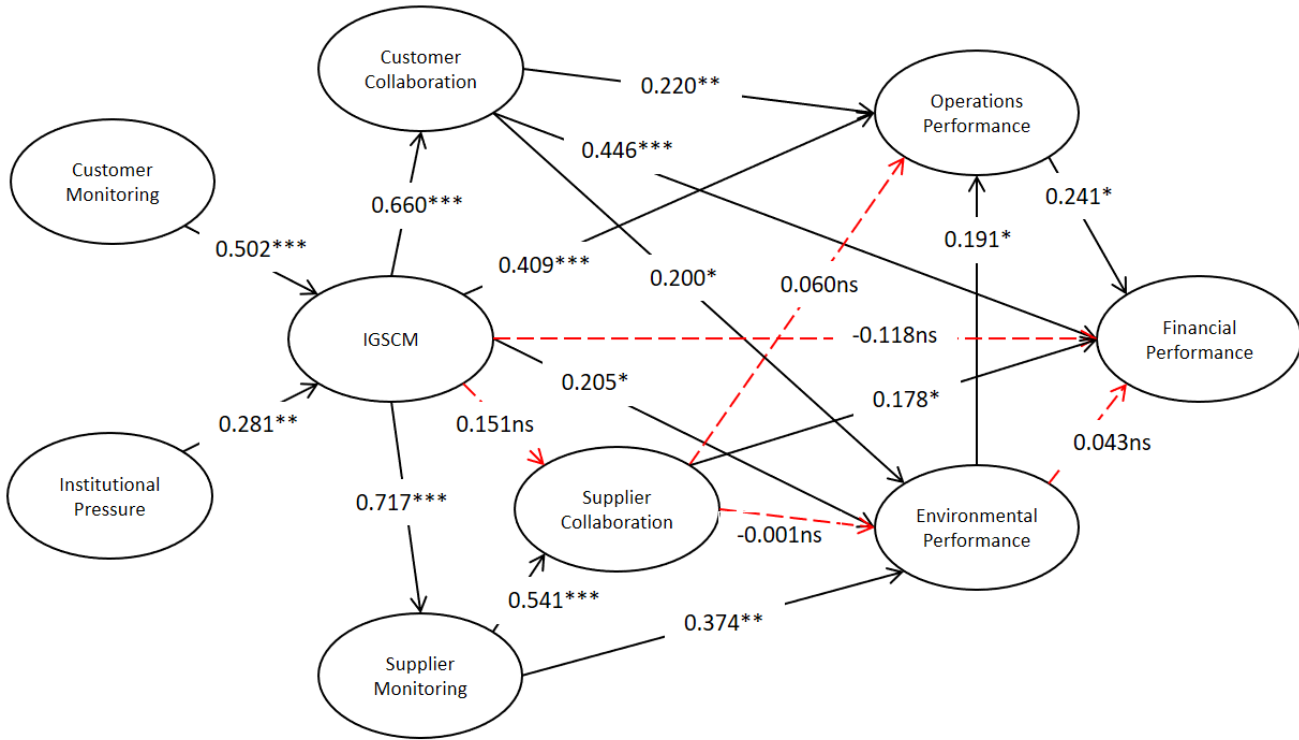 Customer
Collaboration
0.220**
Operations
Performance
0.446***
Customer
Monitoring
0.660***
0.241*
0.502***
0.191*
0.409***
0.200*
0.060ns
IGSCM
-0.118ns
Financial
Performance
0.205*
0.178*
0.281**
0.151ns
0.043ns
Institutional
Pressure
0.717***
Supplier
Collaboration
Environmental
Performance
-0.001ns
0.541***
0.374**
Supplier
Monitoring